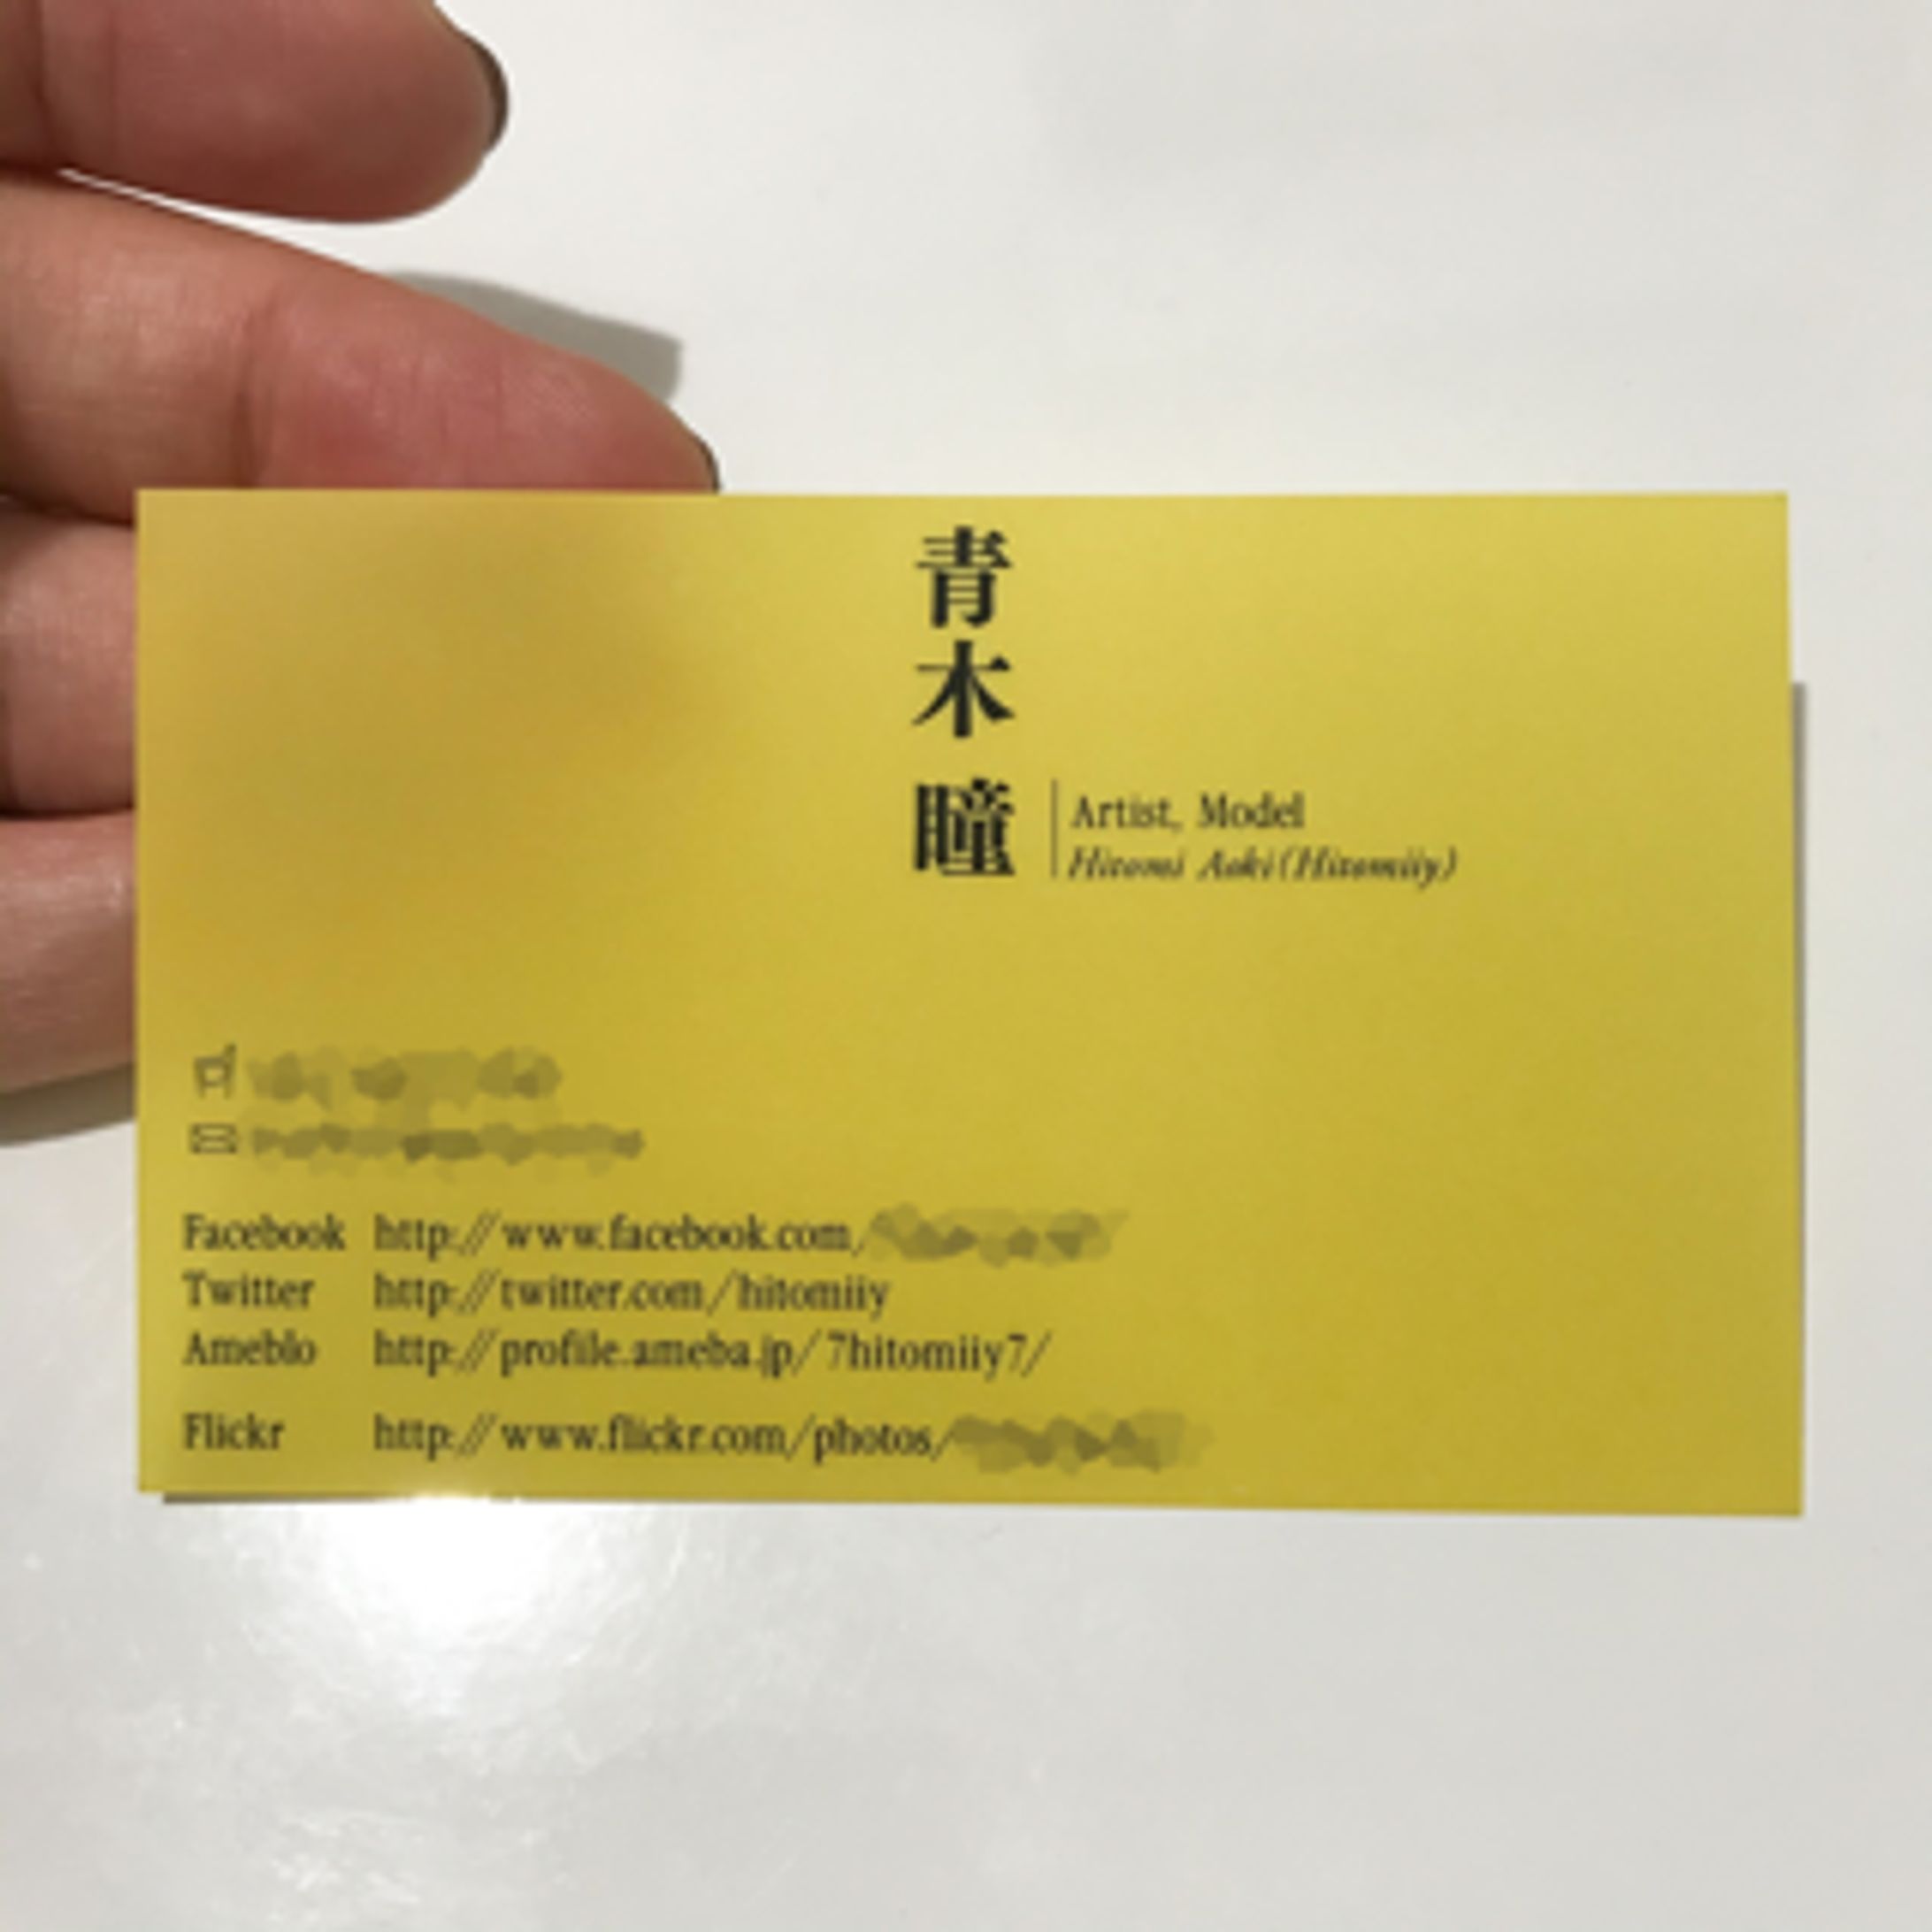 青木 瞳
Artist, Model
Hitomi Aoki(Hitomiiy)
Facebook http://www.facebook.com/
Twitter http://twitter.com/hitomiiy
Ameblo http://profile.ameba.jp/7hitomiiy7/
Flickr http://www.flickr.com/photos/